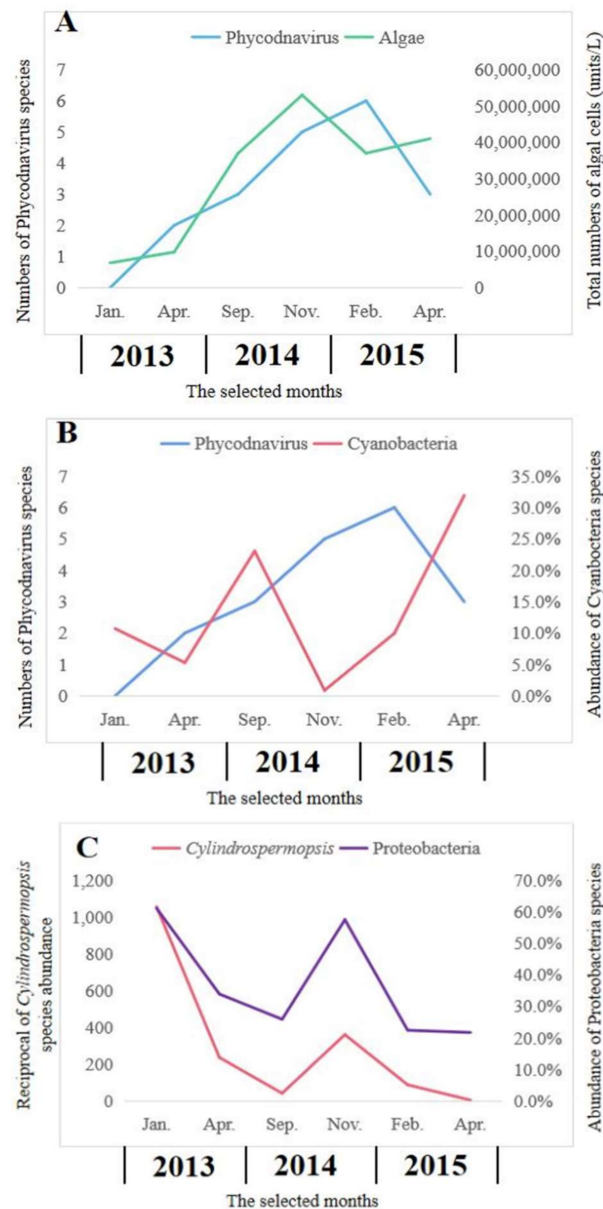 A
Phycodnavirus Algae
Numbers of Phycodnavirus species
7
6
5
4
3
2
1
0
60,000,000
50,000,000
40,000,000
30,000,000
20,000,000
10,000,000
0
Total numbers of algal cells (units/L)
Jan. Apr. Sep. Nov. Feb. Apr.
2013 2014 2015
The selected months
B
Phycodnavirus Cyanobacteria
Numbers of Phycodnavirus species
7
6
5
4
3
2
1
0
35.0%
30.0%
25.0%
20.0%
15.0%
10.0%
5.0%
0.0%
Abundance of Cyanbocteria species
Jan. Apr. Sep. Nov. Feb. Apr.
2013 2014 2015
The selected months
C
Cylindrospermopsis Proteobacteria
Reciprocal of Cylindrospermopsis
species abundance
1,200
1,000
800
600
400
200
0
70.0%
60.0%
50.0%
40.0%
30.0%
20.0%
10.0%
0.0%
Abundance of Proteobacteria species
Jan. Apr. Sep. Nov. Feb. Apr.
2013 2014 2015
The selected months